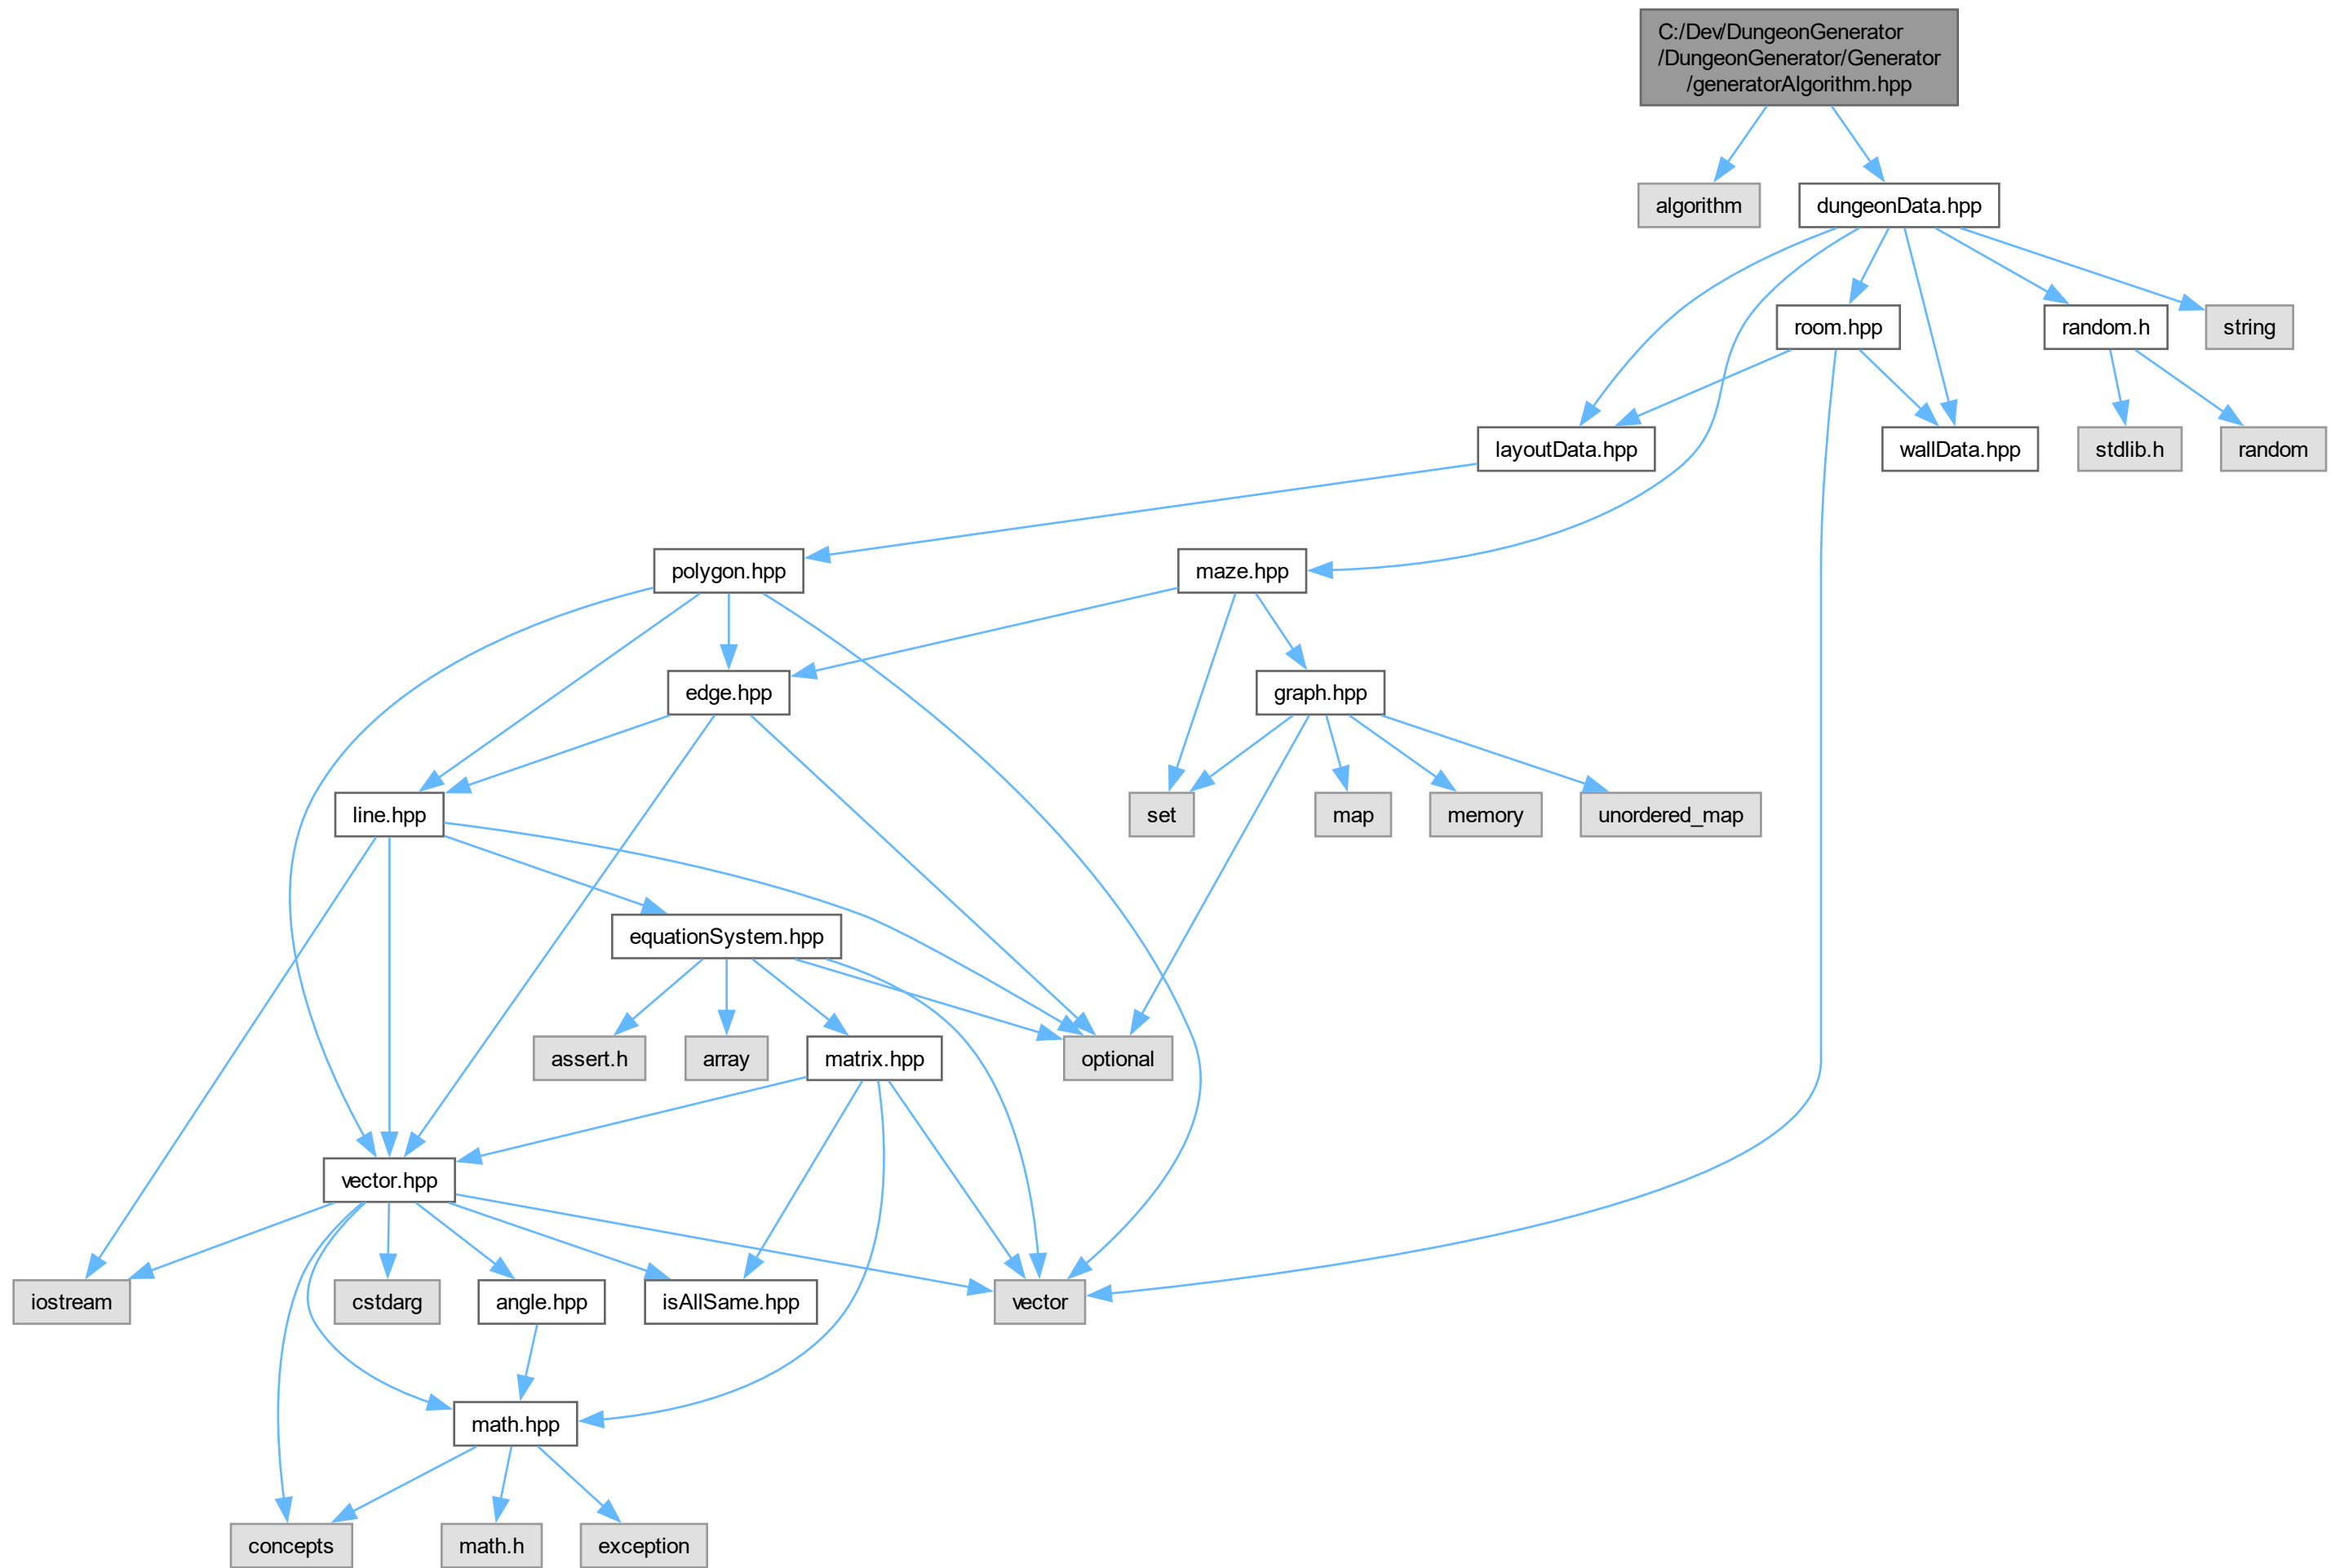 C:/Dev/DungeonGenerator
/DungeonGenerator/Generator
/generatorAlgorithm.hpp
algorithm
dungeonData.hpp
room.hpp
random.h
string
layoutData.hpp
wallData.hpp
stdlib.h
random
polygon.hpp
maze.hpp
edge.hpp
graph.hpp
line.hpp
set
map
memory
unordered_map
equationSystem.hpp
assert.h
array
matrix.hpp
optional
vector.hpp
iostream
cstdarg
angle.hpp
isAllSame.hpp
vector
math.hpp
concepts
math.h
exception